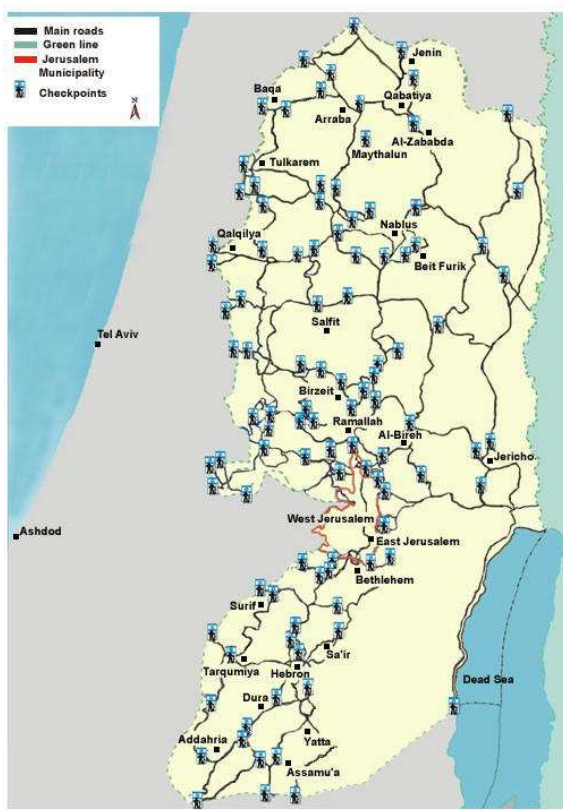 Main roads
Green line
Jerusalem
Municipality
Checkpoints
N
Jenin
Baqa
Qabatiya
Arraba
Al-Zababda
Maythalun
Tulkarem
Nablus
Qalqilya
Beit Furik
Salfit
Tel Aviv
Birzeit
Ramallah
Al-Bireh
Jericho
West Jerusalem
Ashdod
East Jerusalem
Bethlehem
Surif
Sa'ir
Tarqumiya
Hebron
Dead Sea
Dura
Yatta
Addahria
Assamu'a